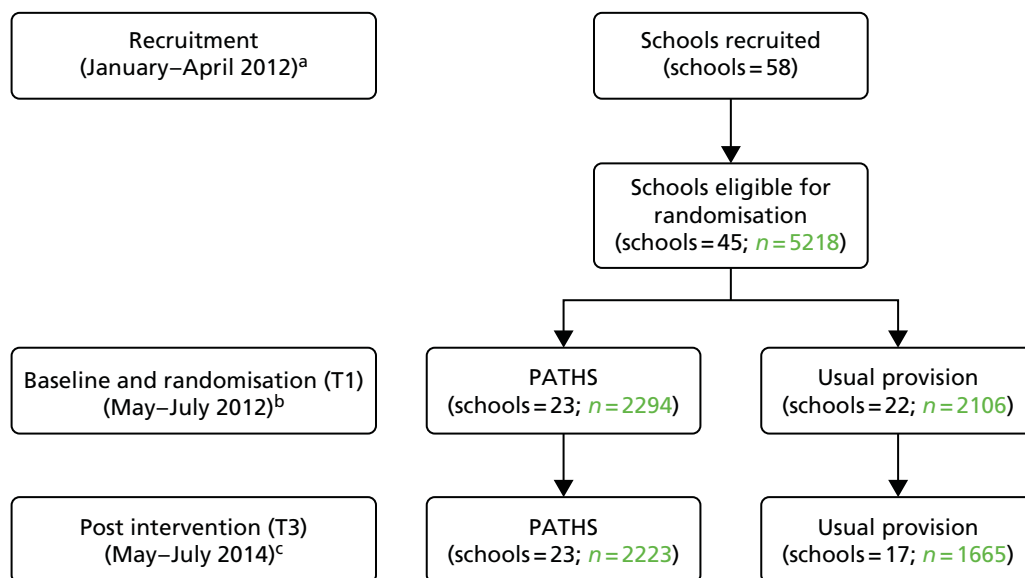 Recruitment
(January–April 2012)a
Schools recruited
(schools=58)
Schools eligible for
randomisation
(schools=45; n=5218)
Baseline and randomisation (T1)
(May–July 2012)b
PATHS
(schools=23; n=2294)
Usual provision
(schools=22; n=2106)
Post intervention (T3)
(May–July 2014)c
PATHS
(schools=23; n=2223)
Usual provision
(schools=17; n=1665)